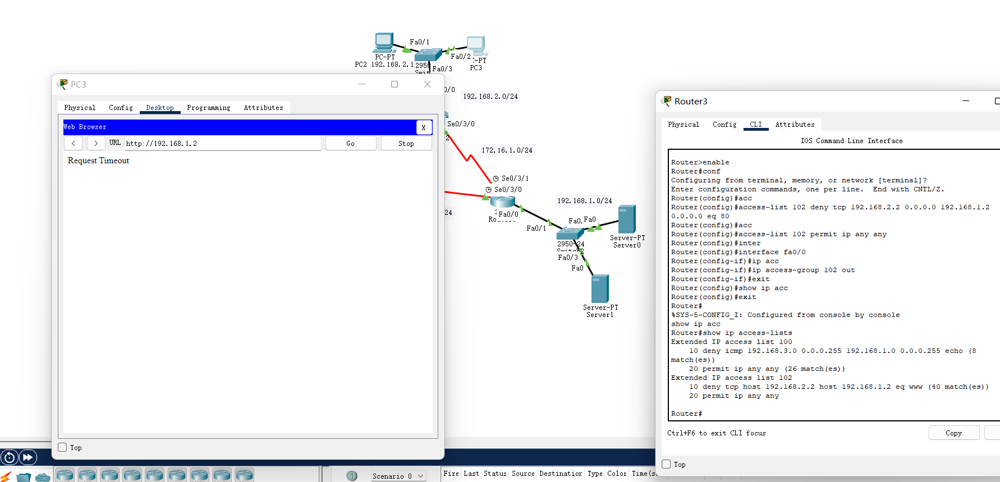 Fa0/1
PC-PT
PC2 192.168.2.1
2950
Fa0/2
-PT
PC3
Fa0/3
192.168.2.0/24
Se0/3/0
172.16.1.0/24
Se0/3/1
Se0/3/0
192.168.1.0/24
24
Fa0/0
Fa0/1
Fa0
Fa0
2950-24
Fa0/3
Fa0
Server-PT
Server0
Server-PT
Server1
PC3
Physical Config Desktop Programming Attributes
Web Browser
X
< > URL http://192.168.1.2 Go Stop
Request Timeout
Top
Router3
Physical Config CLI Attributes
IOS Command Line Interface
Router>enable
Router#conf
Configuring from terminal, memory, or network [terminal]?
Enter configuration commands, one per line.  End with CNTL/Z.
Router(config)#acc
Router(config)#access-list 102 deny tcp 192.168.2.2 0.0.0.0 192.168.1.2
0.0.0.0 eq 80
Router(config)#acc
Router(config)#access-list 102 permit ip any any
Router(config)#inter
Router(config)#interface fa0/0
Router(config-if)#ip acc
Router(config-if)#ip access-group 102 out
Router(config-if)#exit
Router(config)#show ip acc
Router(config)#exit
Router#
%SYS-5-CONFIG_I: Configured from console by console
show ip acc
Router#show ip access-lists
Extended IP access list 100
10 deny icmp 192.168.3.0 0.0.0.255 192.168.1.0 0.0.0.255 echo (8
match(es))
20 permit ip any any (26 match(es))
Extended IP access list 102
10 deny tcp host 192.168.2.2 host 192.168.1.2 eq www (40 match(es))
20 permit ip any any
Router#
Ctrl+F6 to exit CLI focus
Copy
Top
Scenario 0
Fire Last Status Source Destination Type Color